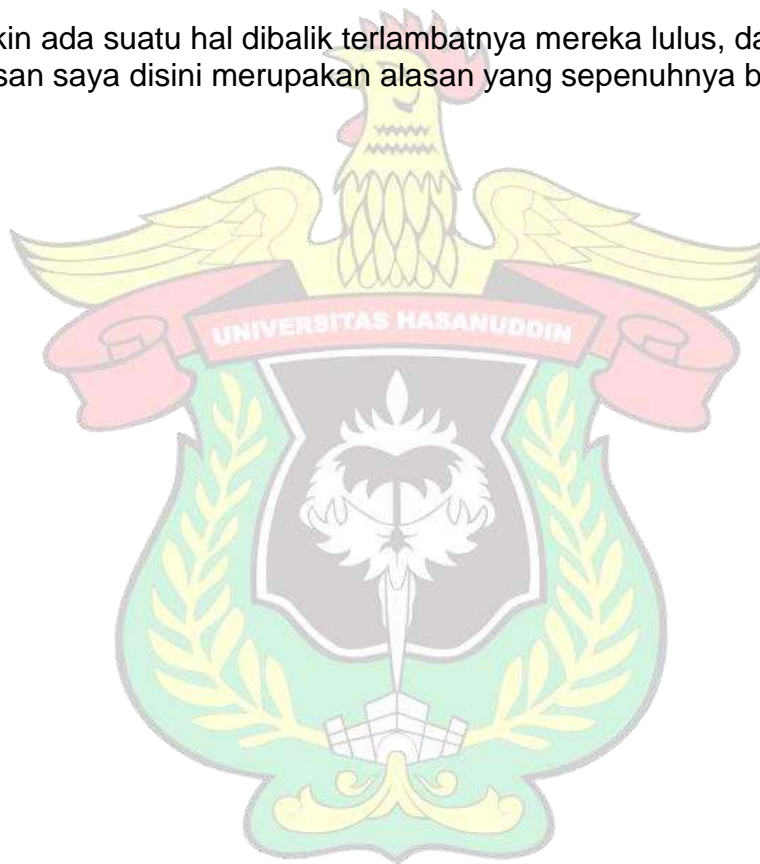 kin ada suatu hal dibalik terlambatnya mereka lulus, da
san saya disini merupakan alasan yang sepenuhnya b
UNIVERSITAS HASANUDDIN